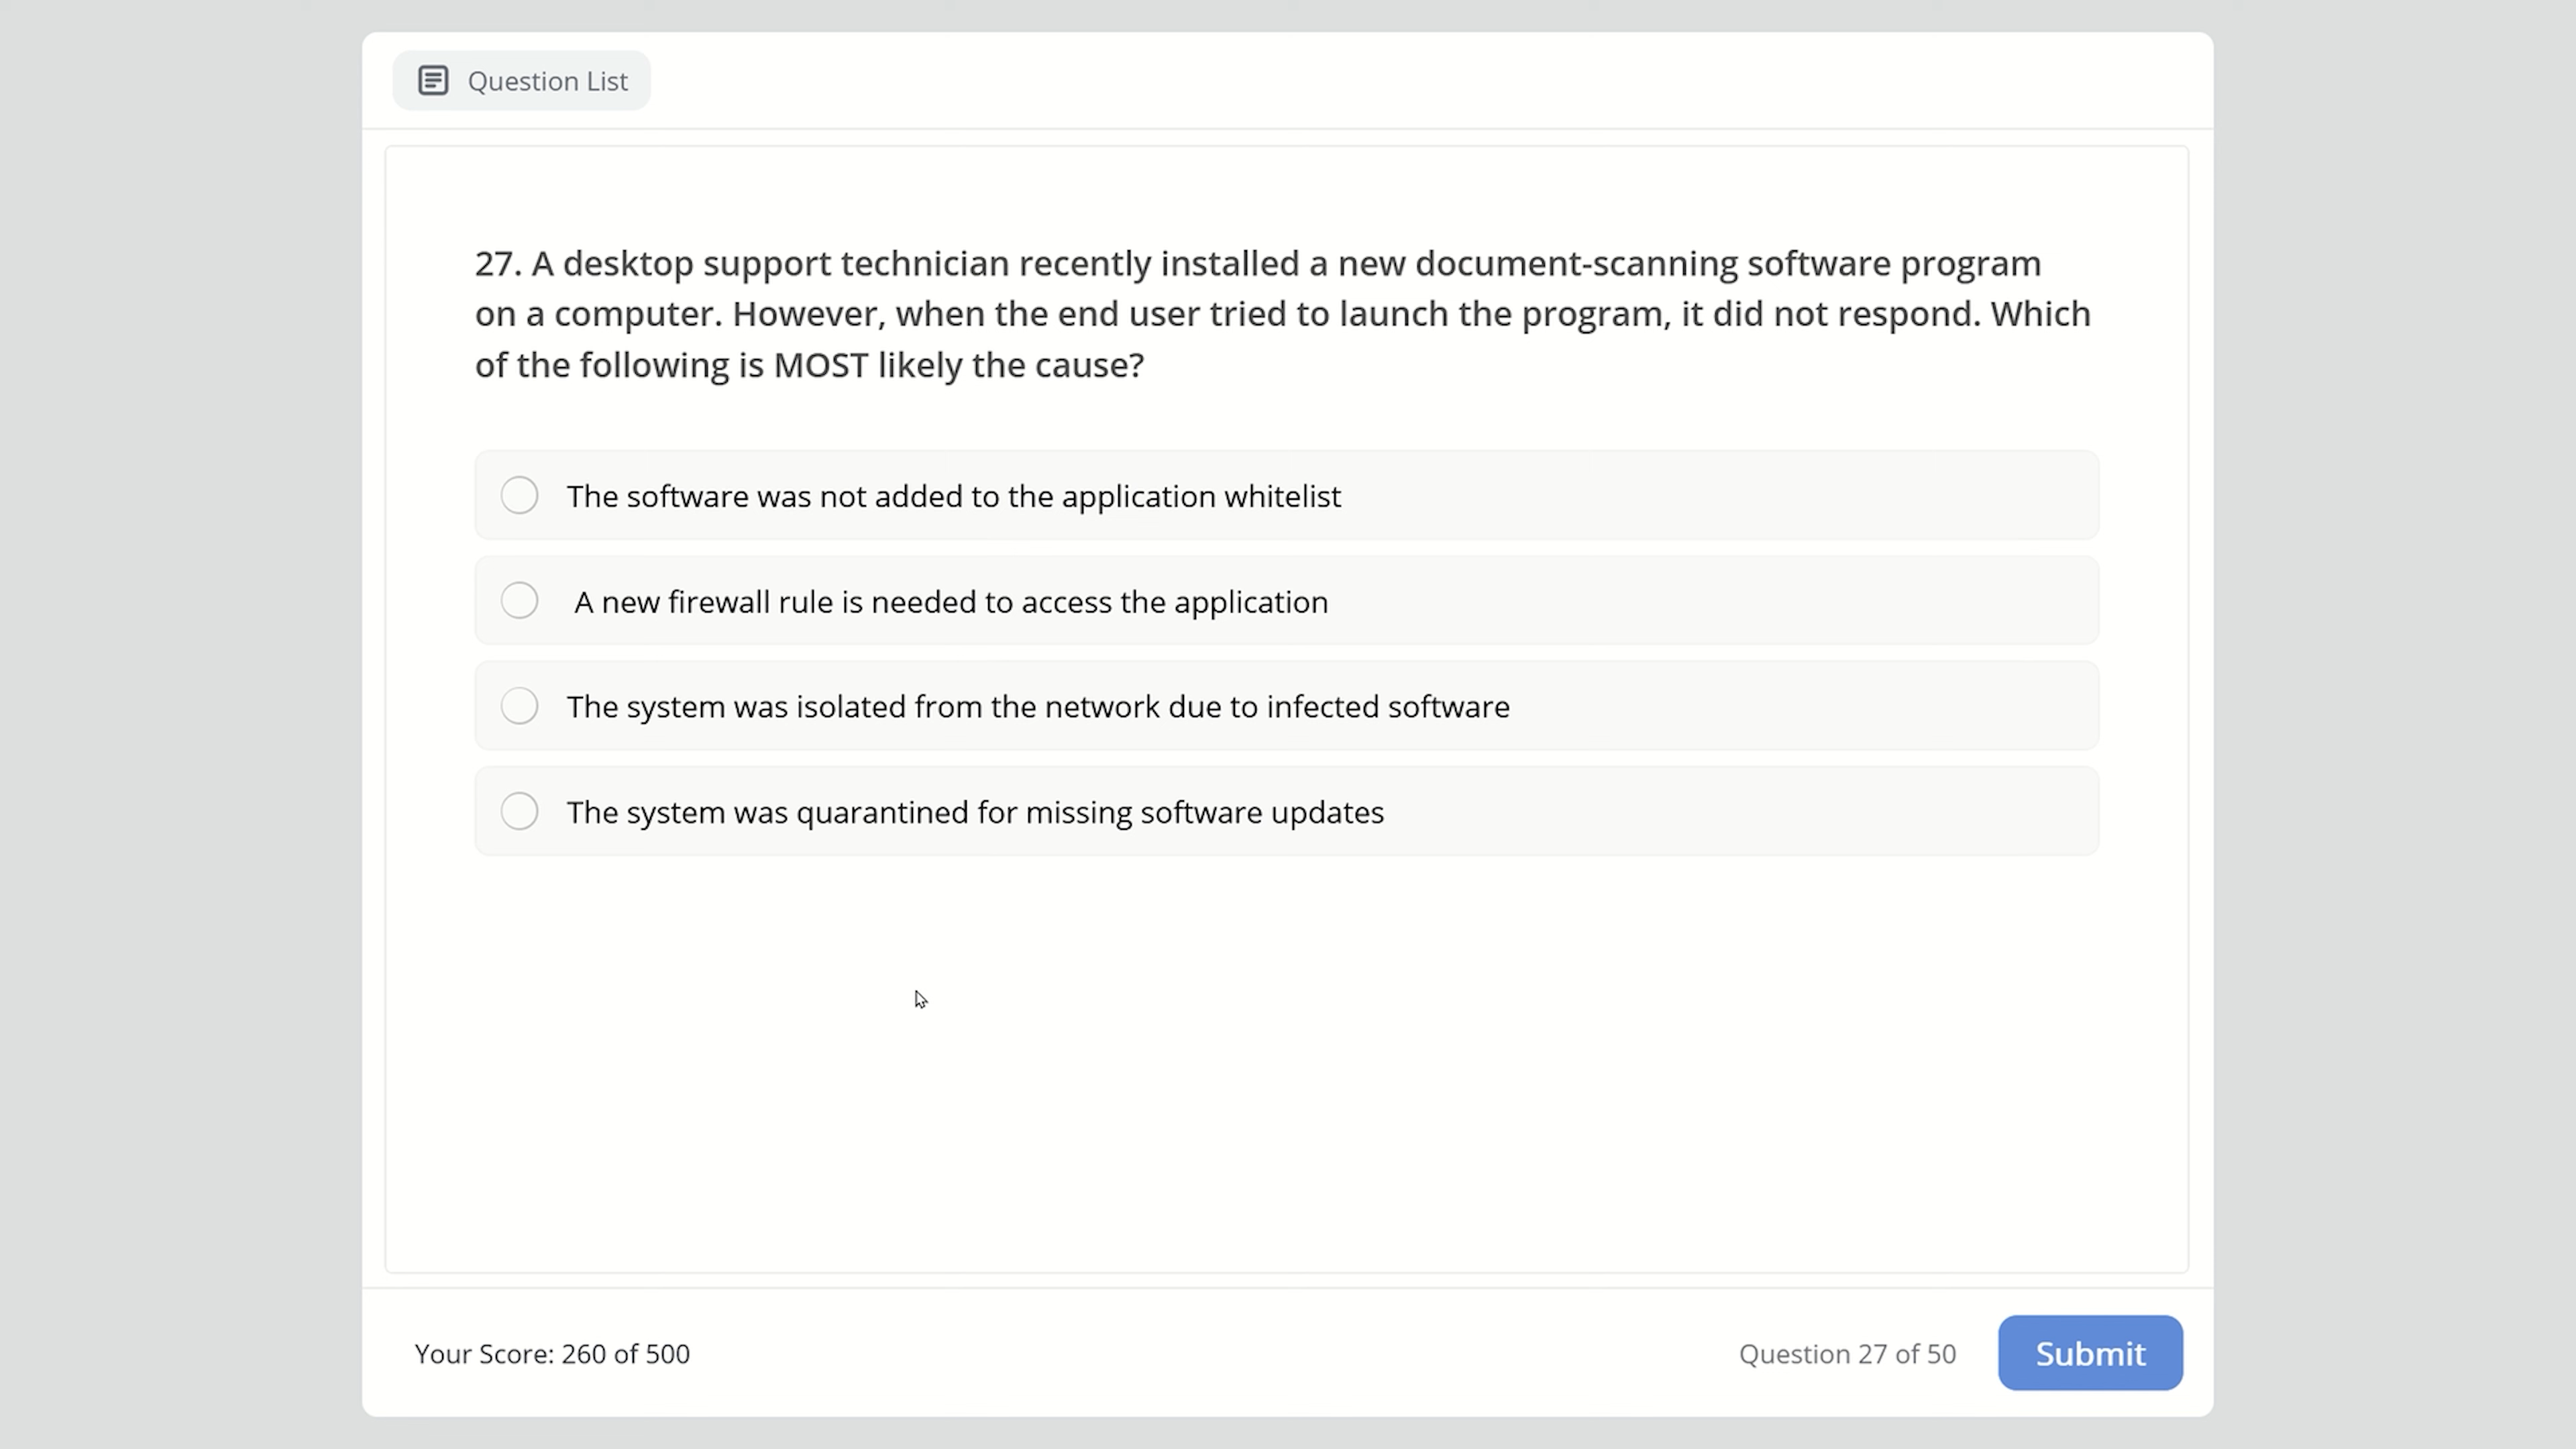 Question List
27. A desktop support technician recently installed a new document-scanning software program
on a computer. However, when the end user tried to launch the program, it did not respond. Which
of the following is MOST likely the cause?
The software was not added to the application whitelist
A new firewall rule is needed to access the application
The system was isolated from the network due to infected software
The system was quarantined for missing software updates
Your Score: 260 of 500
Question 27 of 50
Submit